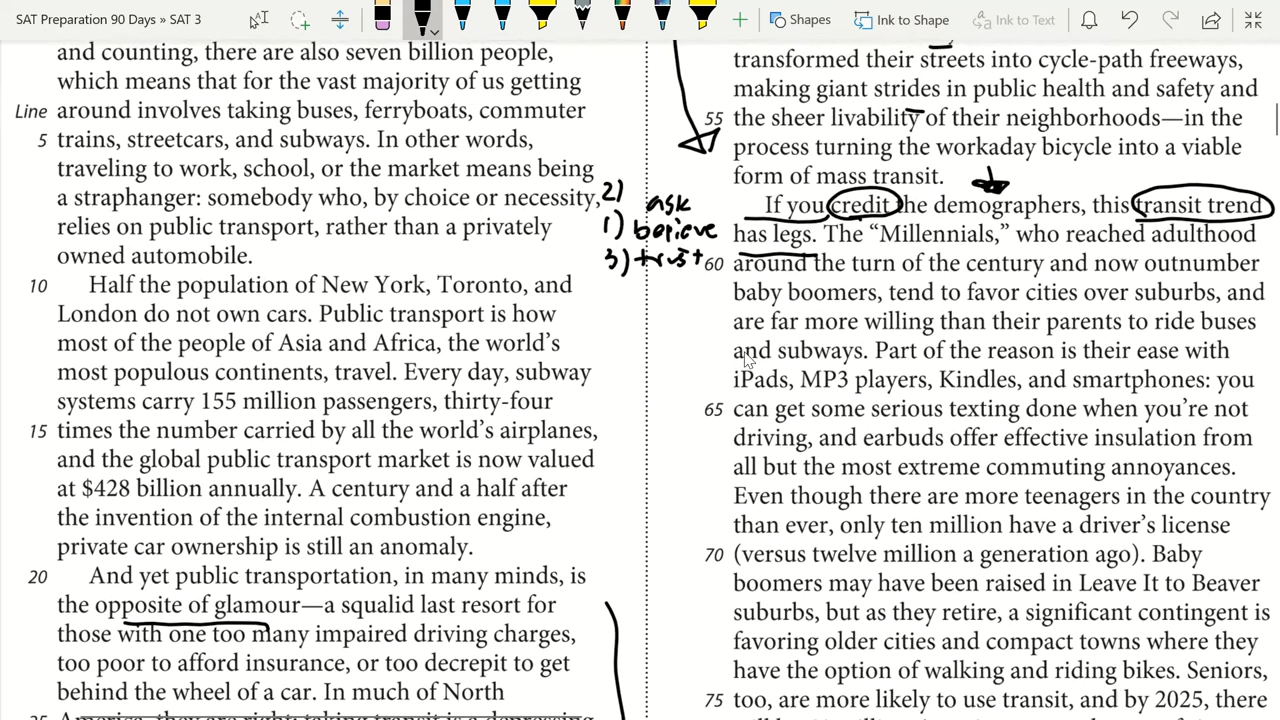 SAT Preparation 90 Days » SAT 3
Shapes
Ink to Shape
Ink to Text
and counting, there are also seven billion people,
which means that for the vast majority of us getting
Line around involves taking buses, ferryboats, commuter
5 trains, streetcars, and subways. In other words,
traveling to work, school, or the market means being
a straphanger: somebody who, by choice or necessity,
relies on public transport, rather than a privately
owned automobile.
10 Half the population of New York, Toronto, and
London do not own cars. Public transport is how
most of the people of Asia and Africa, the world's
most populous continents, travel. Every day, subway
systems carry 155 million passengers, thirty-four
15 times the number carried by all the world's airplanes,
and the global public transport market is now valued
at $428 billion annually. A century and a half after
the invention of the internal combustion engine,
private car ownership is still an anomaly.
20 And yet public transportation, in many minds, is
the opposite of glamour—a squalid last resort for
those with one too many impaired driving charges,
too poor to afford insurance, or too decrepit to get
behind the wheel of a car. In much of North
25 America, they are right: taking transit is a depressing
2) ask
1) believe
3) trust
transformed their streets into cycle-path freeways,
making giant strides in public health and safety and
55 the sheer livability of their neighborhoods—in the
process turning the workaday bicycle into a viable
form of mass transit.
If you credit the demographers, this transit trend
has legs. The “Millennials,” who reached adulthood
60 around the turn of the century and now outnumber
baby boomers, tend to favor cities over suburbs, and
are far more willing than their parents to ride buses
and subways. Part of the reason is their ease with
iPads, MP3 players, Kindles, and smartphones: you
65 can get some serious texting done when you're not
driving, and earbuds offer effective insulation from
all but the most extreme commuting annoyances.
Even though there are more teenagers in the country
than ever, only ten million have a driver's license
70 (versus twelve million a generation ago). Baby
boomers may have been raised in Leave It to Beaver
suburbs, but as they retire, a significant contingent is
favoring older cities and compact towns where they
have the option of walking and riding bikes. Seniors,
75 too, are more likely to use transit, and by 2025, there